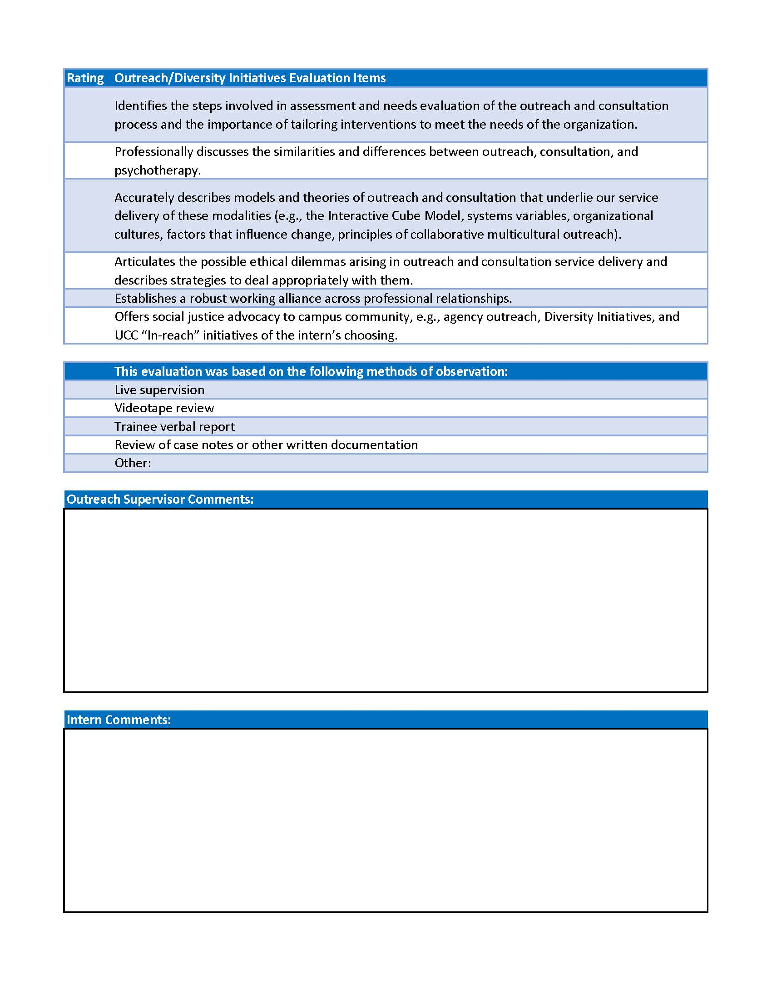 Rating Outreach/Diversity Initiatives Evaluation Items
Identifies the steps involved in assessment and needs evaluation of the outreach and consultation
process and the importance of tailoring interventions to meet the needs of the organization.
Professionally discusses the similarities and differences between outreach, consultation, and
psychotherapy.
Accurately describes models and theories of outreach and consultation that underlie our service
delivery of these modalities (e.g., the Interactive Cube Model, systems variables, organizational
cultures, factors that influence change, principles of collaborative multicultural outreach).
Articulates the possible ethical dilemmas arising in outreach and consultation service delivery and
describes strategies to deal appropriately with them.
Establishes a robust working alliance across professional relationships.
Offers social justice advocacy to campus community, e.g., agency outreach, Diversity Initiatives, and
UCC “In-reach” initiatives of the intern’s choosing.
This evaluation was based on the following methods of observation:
Live supervision
Videotape review
Trainee verbal report
Review of case notes or other written documentation
Other:
Outreach Supervisor Comments:
Intern Comments: